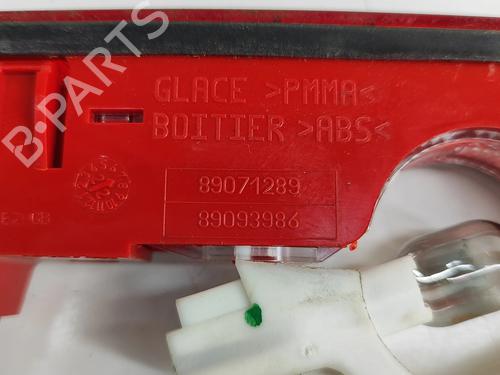 B-PARTS
GLACE >PMMA<
BOITIER >ABS<
89071289
89093986